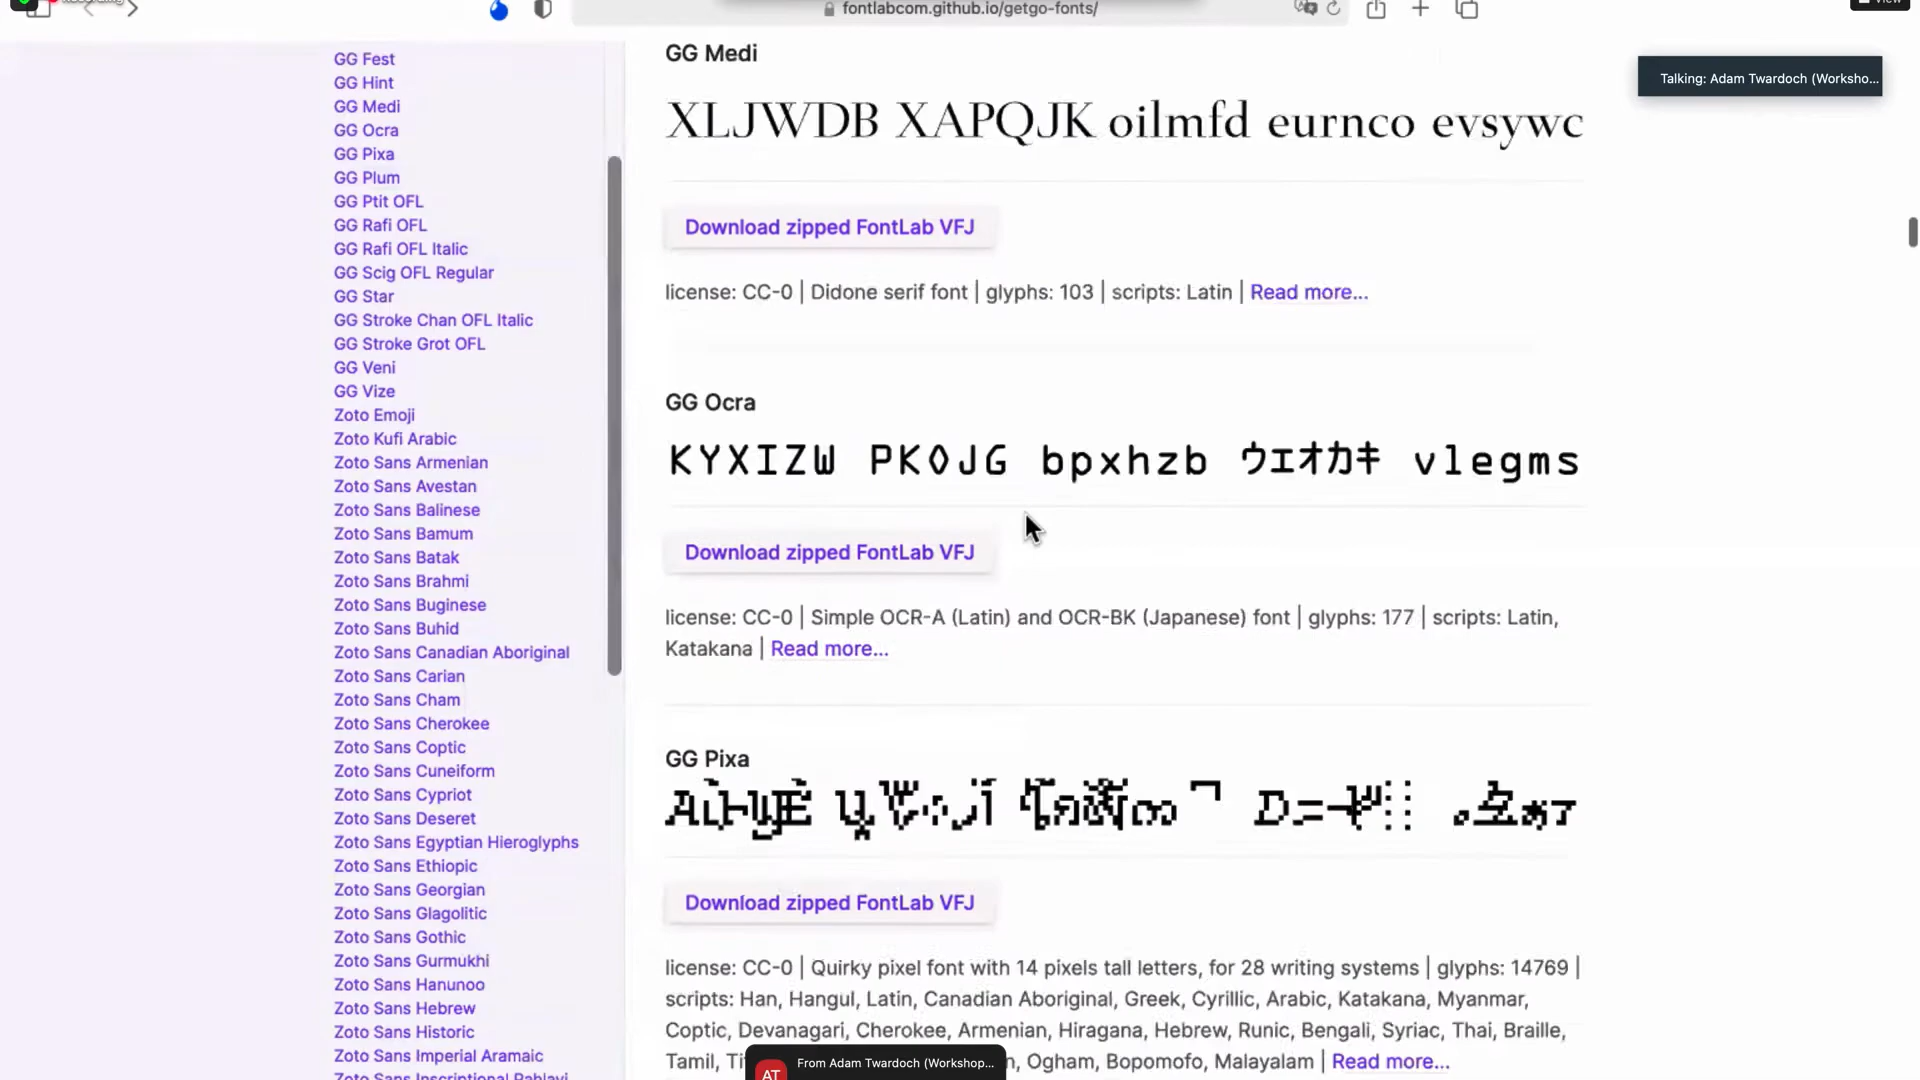 fontlabcom.github.io/getgo-fonts/
View
Talking: Adam Twardoch (Worksho...
GG Fest
GG Hint
GG Medi
GG Ocra
GG Pixa
GG Plum
GG Ptit OFL
GG Rafi OFL
GG Rafi OFL Italic
GG Scig OFL Regular
GG Star
GG Stroke Chan OFL Italic
GG Stroke Grot OFL
GG Veni
GG Vize
Zoto Emoji
Zoto Kufi Arabic
Zoto Sans Armenian
Zoto Sans Avestan
Zoto Sans Balinese
Zoto Sans Bamum
Zoto Sans Batak
Zoto Sans Brahmi
Zoto Sans Buginese
Zoto Sans Buhid
Zoto Sans Canadian Aboriginal
Zoto Sans Carian
Zoto Sans Cham
Zoto Sans Cherokee
Zoto Sans Coptic
Zoto Sans Cuneiform
Zoto Sans Cypriot
Zoto Sans Deseret
Zoto Sans Egyptian Hieroglyphs
Zoto Sans Ethiopic
Zoto Sans Georgian
Zoto Sans Glagolitic
Zoto Sans Gothic
Zoto Sans Gurmukhi
Zoto Sans Hanunoo
Zoto Sans Hebrew
Zoto Sans Historic
Zoto Sans Imperial Aramaic
Zoto Sans Inscriptional Pahlavi
GG Medi
XLJWDB XAPQJK oilmfd eurnco evsywc
Download zipped FontLab VFJ
license: CC-0 | Didone serif font | glyphs: 103 | scripts: Latin | Read more...
GG Ocra
KYXIZW PKOJG bpxhzb ウェオカキ vlegms
Download zipped FontLab VFJ
license: CC-0 | Simple OCR-A (Latin) and OCR-BK (Japanese) font | glyphs: 177 | scripts: Latin,
Katakana | Read more...
GG Pixa
Download zipped FontLab VFJ
license: CC-0 | Quirky pixel font with 14 pixels tall letters, for 28 writing systems | glyphs: 14769 |
scripts: Han, Hangul, Latin, Canadian Aboriginal, Greek, Cyrillic, Arabic, Katakana, Myanmar,
Coptic, Devanagari, Cherokee, Armenian, Hiragana, Hebrew, Runic, Bengali, Syriac, Thai, Braille,
Tamil, Ogham, Bopomofo, Malayalam | Read more...
AT
From Adam Twardoch (Workshop...